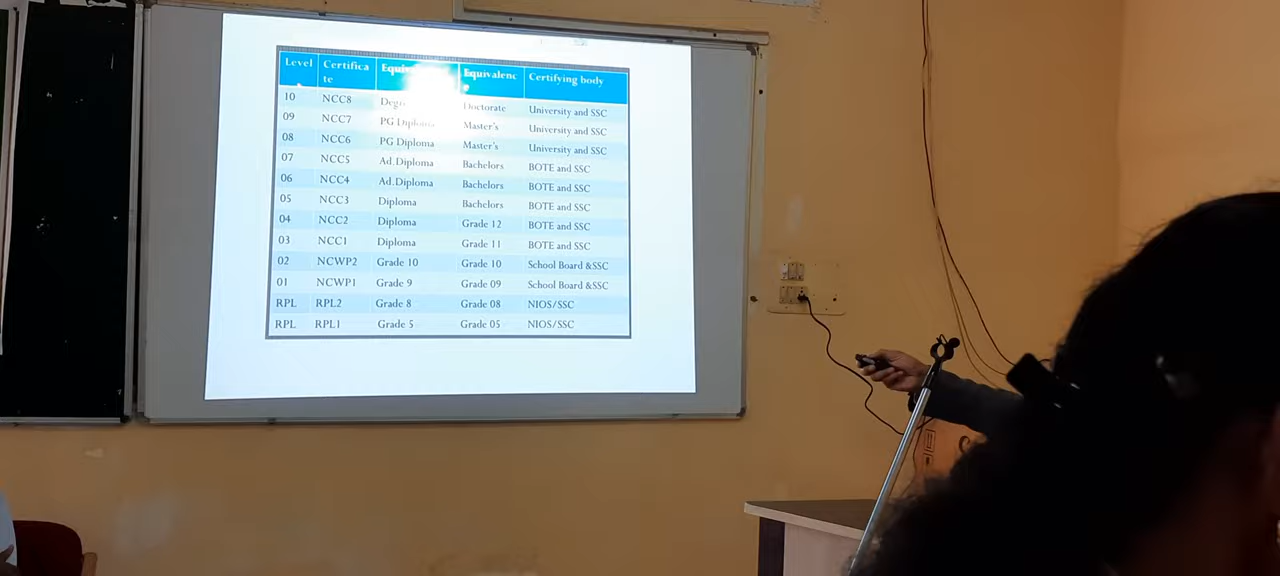 Level Certifica Equivalenc Certifying body
te
10 NCC8 Doctorate University and SSC
09 NCC7 PG Diploma Master's University and SSC
08 NCC6 PG Diploma Master's University and SSC
07 NCC5 Ad.Diploma Bachelors BOTE and SSC
06 NCC4 Ad.Diploma Bachelors BOTE and SSC
05 NCC3 Diploma Bachelors BOTE and SSC
04 NCC2 Diploma Grade 12 BOTE and SSC
03 NCC1 Diploma Grade 11 BOTE and SSC
02 NCWP2 Grade 10 Grade 10 School Board &SSC
01 NCWP1 Grade 9 Grade 09 School Board &SSC
RPL RPL2 Grade 8 Grade 08 NIOS/SSC
RPL RPL1 Grade 5 Grade 05 NIOS/SSC